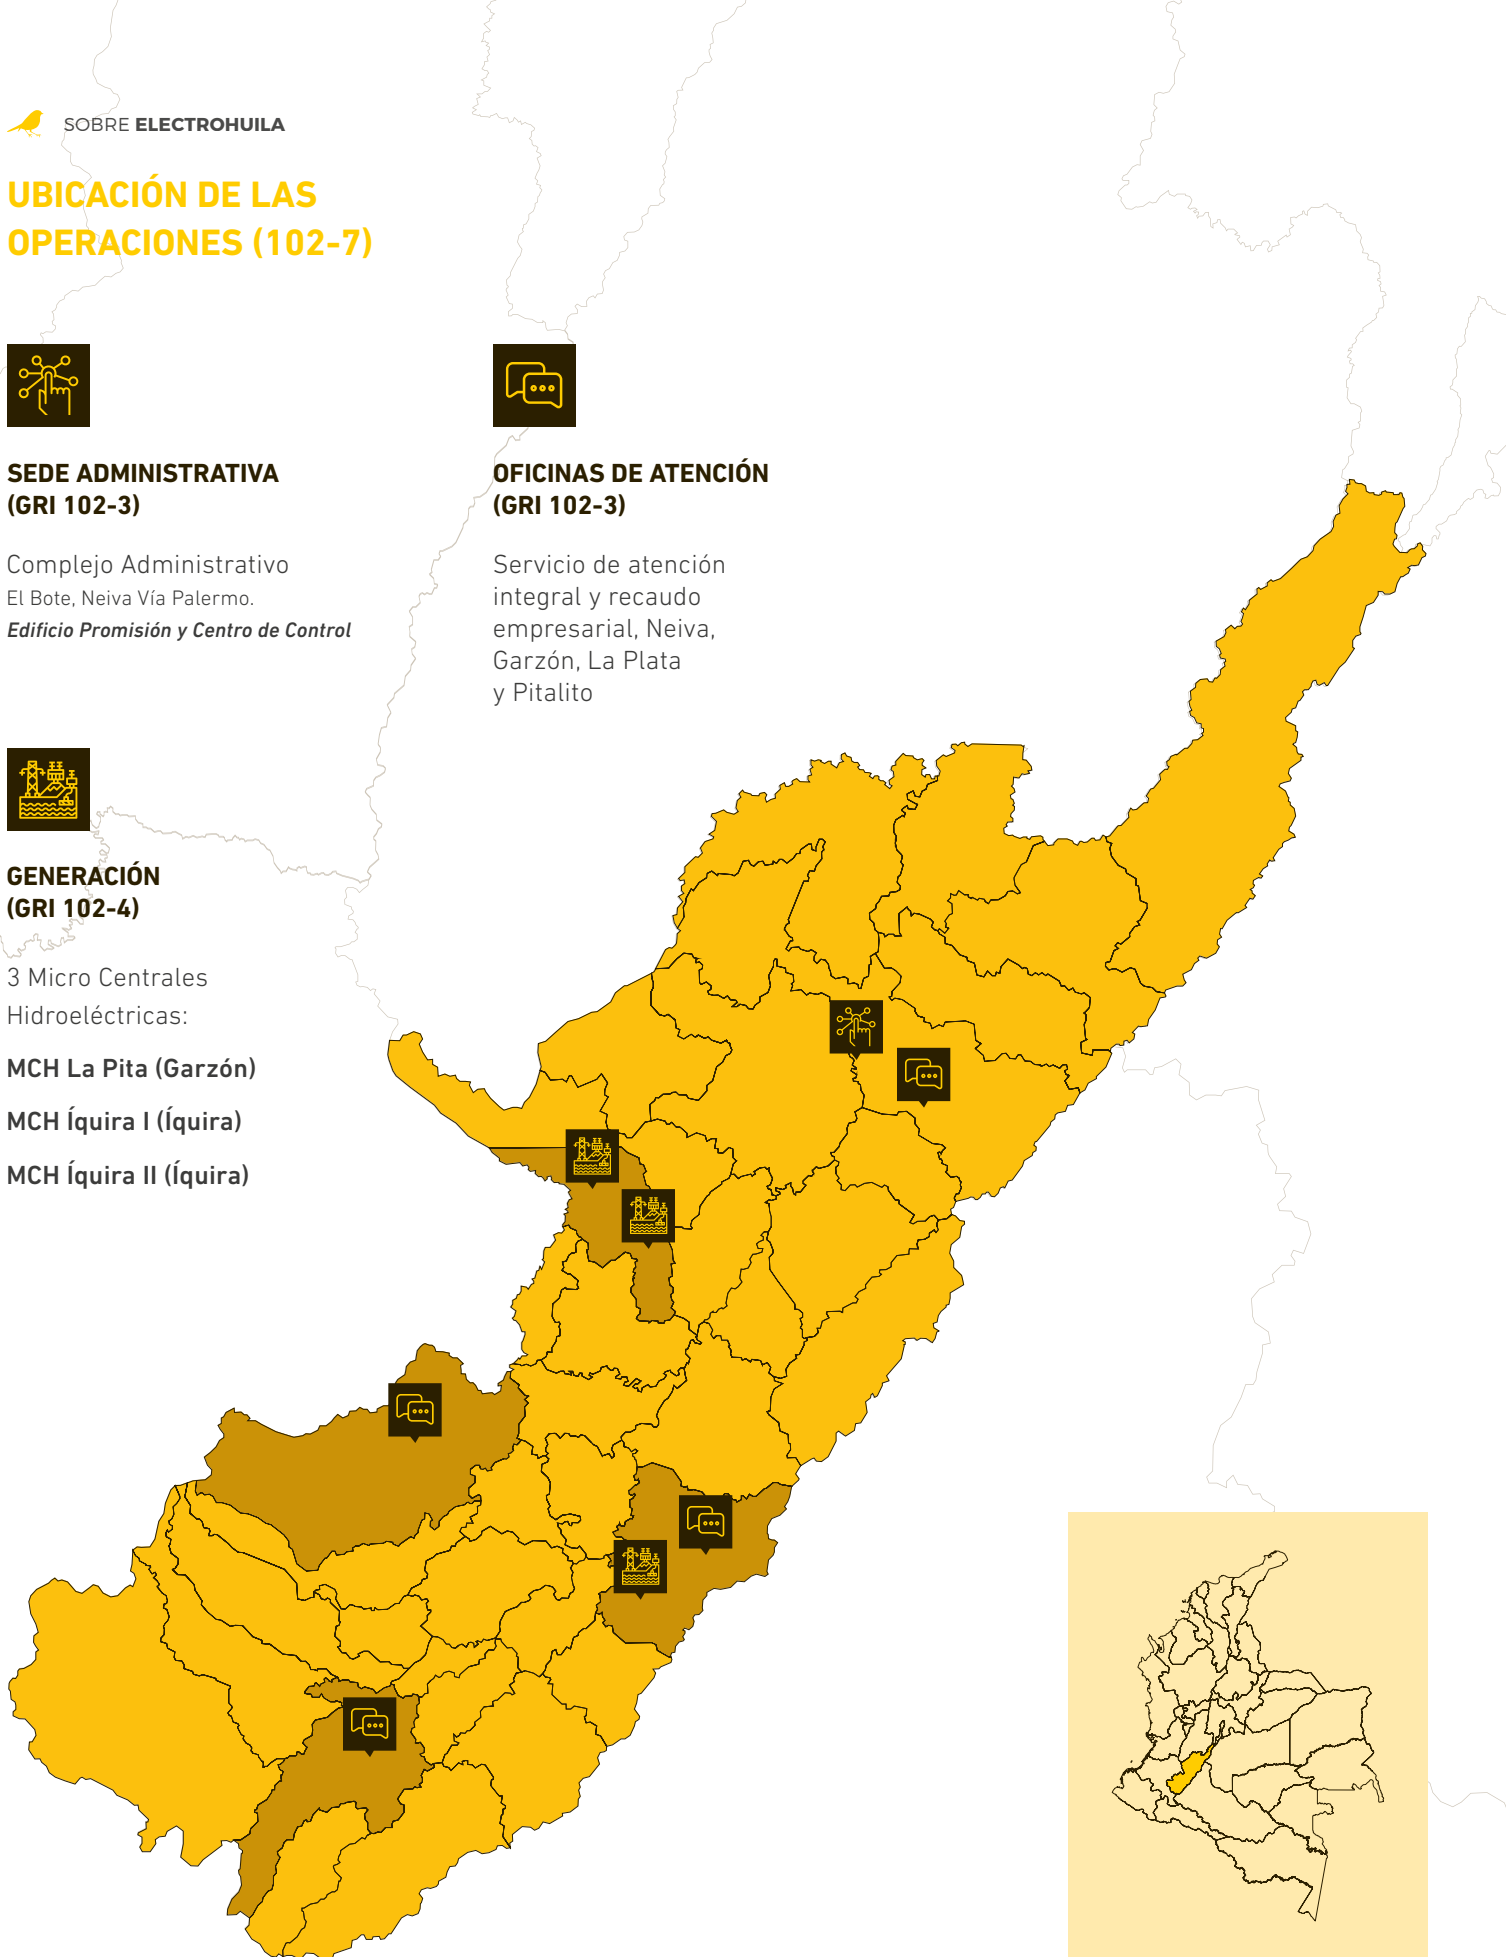 SOBRE ELECTROHUILA
UBICACIÓN DE LAS
OPERACIONES (102-7)
SEDE ADMINISTRATIVA
(GRI 102-3)
Complejo Administrativo
El Bote, Neiva Vía Palermo.
Edificio Promisión y Centro de Control
OFICINAS DE ATENCIÓN
(GRI 102-3)
Servicio de atención
integral y recaudo
empresarial, Neiva,
Garzón, La Plata
y Pitalito
GENERACIÓN
(GRI 102-4)
3 Micro Centrales
Hidroeléctricas:
MCH La Pita (Garzón)
MCH Íquira I (Íquira)
MCH Íquira II (Íquira)